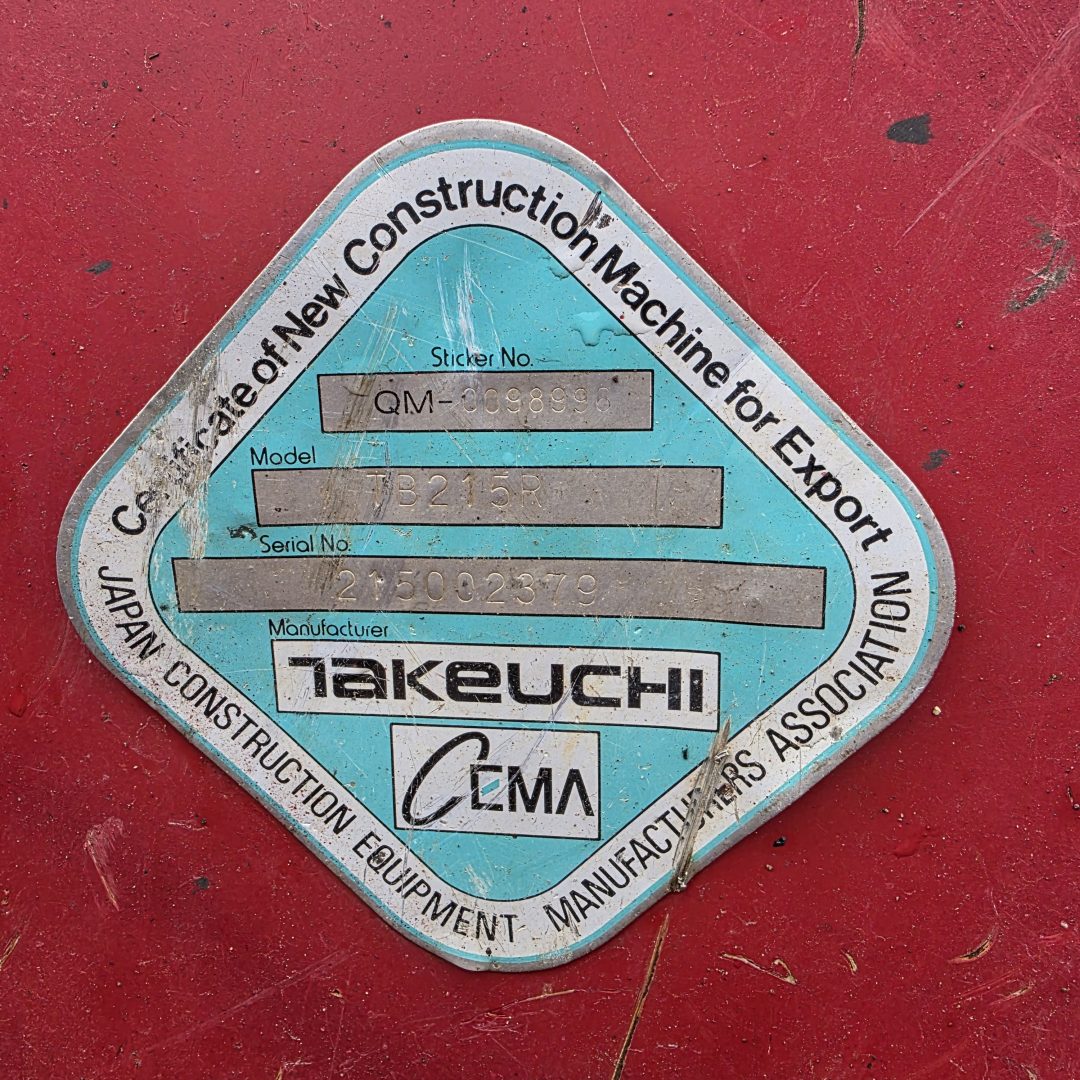 Certificate of New Construction Machine for Export
Sticker No.
QM-0098996
Model
TB215R
Serial No.
215002379
Manufacturer
TAKEUCHI
CEMA
JAPAN CONSTRUCTION EQUIPMENT MANUFACTURERS ASSOCIATION